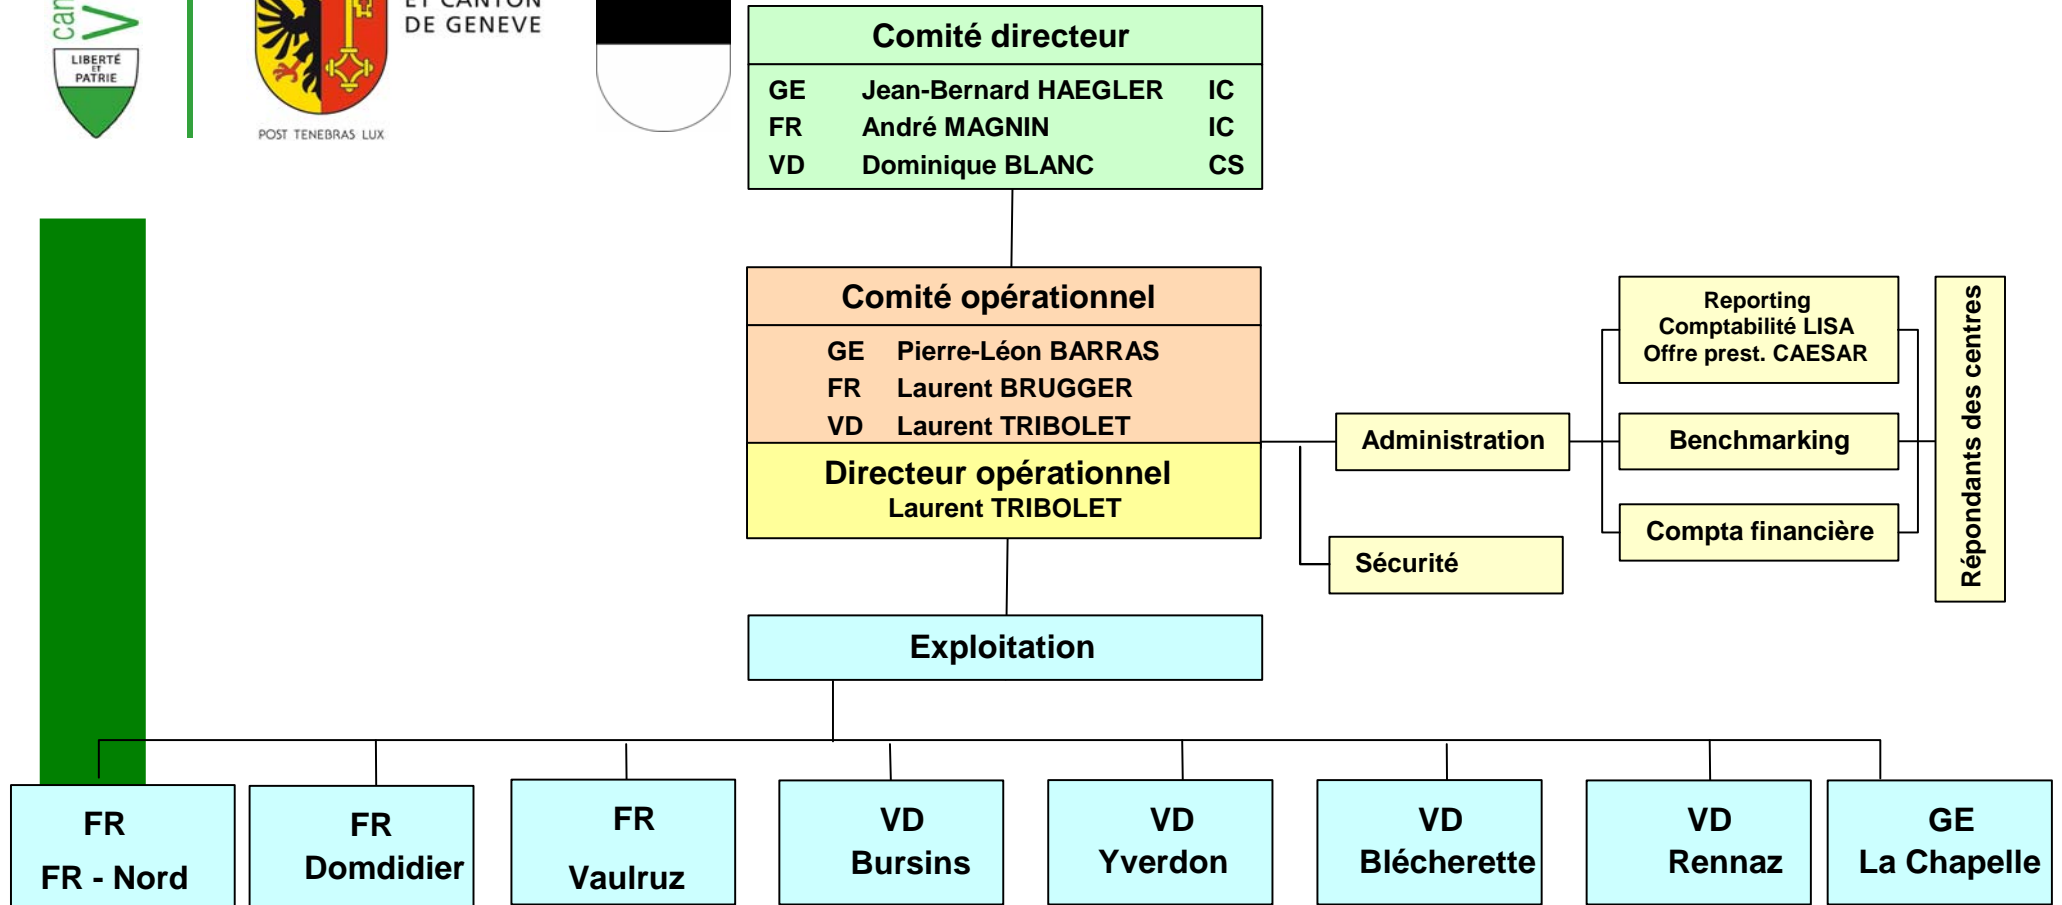 LIBERTÉ
ET
PATRIE
ET CANTON
DE GENEVE
POST TENEBRAS LUX
Comité directeur
GE Jean-Bernard HAEGLER IC
FR André MAGNIN IC
VD Dominique BLANC CS
Comité opérationnel
GE Pierre-Léon BARRAS
FR Laurent BRUGGER
VD Laurent TRIBOLET
Directeur opérationnel
Laurent TRIBOLET
Administration
Sécurité
Reporting
Comptabilité LISA
Offre prest. CAESAR
Benchmarking
Compta financière
Répondants des centres
Exploitation
FR
FR - Nord
FR
Domdidier
FR
Vaulruz
VD
Bursins
VD
Yverdon
VD
Blécherette
VD
Rennaz
GE
La Chapelle